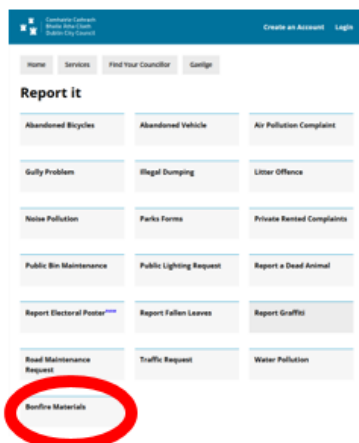 Comhairle Cathrach
Bhaile Átha Cliath
Dublin City Council
Create an Account Login
Home Services Find Your Councillor Gaeilge
Report it
Abandoned Bicycles Abandoned Vehicle Air Pollution Complaint
Gully Problem Illegal Dumping Litter Offence
Noise Pollution Parks Forms Private Rented Complaints
Public Bin Maintenance Public Lighting Request Report a Dead Animal
Report Electoral Poster Report Fallen Leaves Report Graffiti
Road Maintenance Request Traffic Request Water Pollution
Bonfire Materials